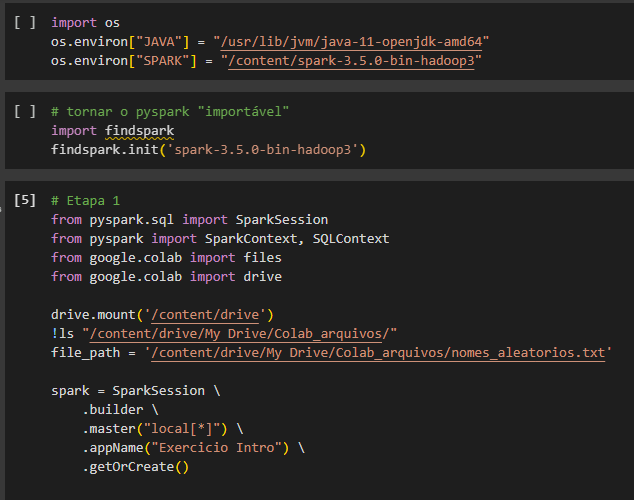 [ ] import os
os.environ["JAVA"] = "/usr/lib/jvm/java-11-openjdk-amd64"
os.environ["SPARK"] = "/content/spark-3.5.0-bin-hadoop3"
[ ] # tornar o pyspark "importável"
import findspark
findspark.init('spark-3.5.0-bin-hadoop3')
[5] # Etapa 1
from pyspark.sql import SparkSession
from pyspark import SparkContext, SQLContext
from google.colab import files
from google.colab import drive
drive.mount('/content/drive')
!ls "/content/drive/My Drive/Colab_arquivos/"
file_path = '/content/drive/My Drive/Colab_arquivos/nomes_aleatorios.txt'
spark = SparkSession \
.builder \
.master("local[*]") \
.appName("Exercicio Intro") \
.getOrCreate()